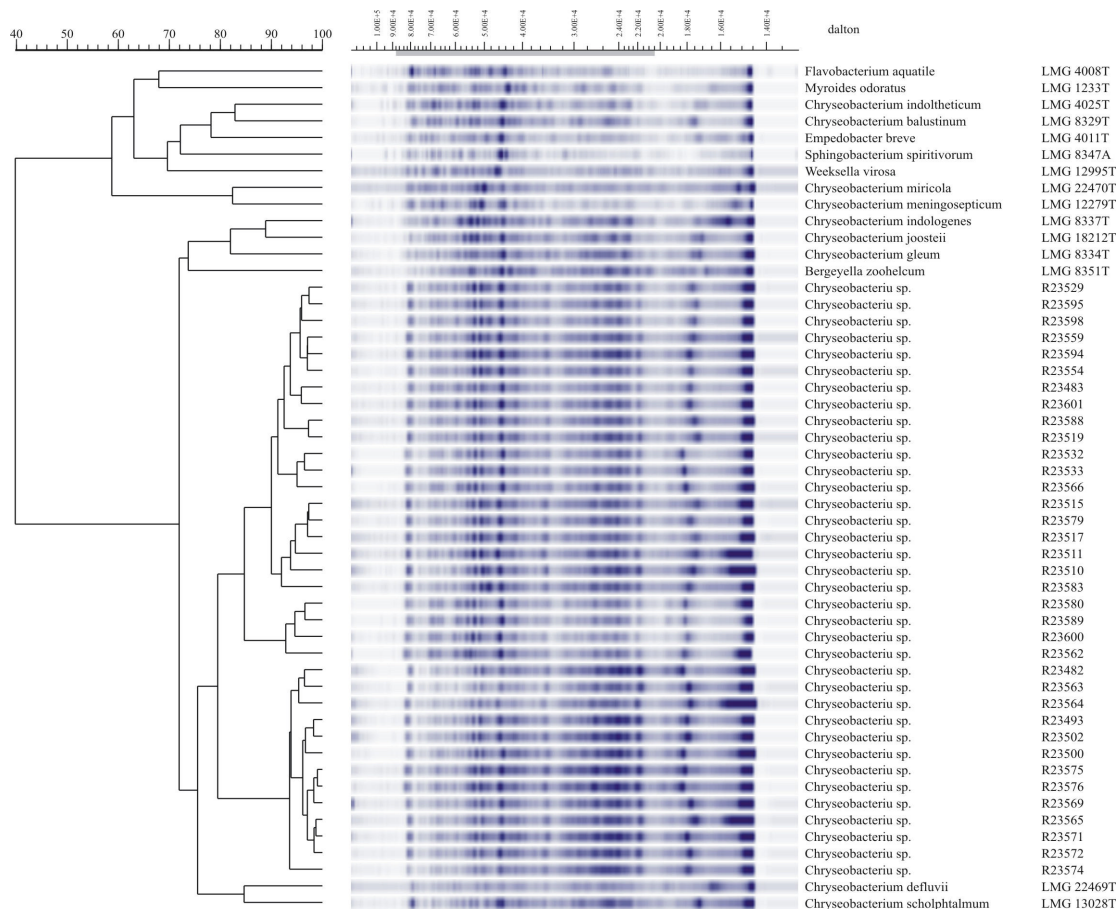 40 50 60 70 80 90 100
1.00E+5 9.00E+4 8.00E+4 7.00E+4 6.00E+4 5.00E+4 4.00E+4 3.00E+4 2.40E+4 2.20E+4 2.00E+4 1.80E+4 1.60E+4 1.40E+4 dalton
Flavobacterium aquatile LMG 4008T
Myroides odoratus LMG 1233T
Chryseobacterium indoltheticum LMG 4025T
Chryseobacterium balustinum LMG 8329T
Empedobacter breve LMG 4011T
Sphingobacterium spiritivorum LMG 8347A
Weeksella virosa LMG 12995T
Chryseobacterium miricola LMG 22470T
Chryseobacterium meningosepticum LMG 12279T
Chryseobacterium indologenes LMG 8337T
Chryseobacterium joosteii LMG 18212T
Chryseobacterium gleum LMG 8334T
Bergeyella zoohelcum LMG 8351T
Chryseobacteriu sp. R23529
Chryseobacteriu sp. R23595
Chryseobacteriu sp. R23598
Chryseobacteriu sp. R23559
Chryseobacteriu sp. R23594
Chryseobacteriu sp. R23554
Chryseobacteriu sp. R23483
Chryseobacteriu sp. R23601
Chryseobacteriu sp. R23588
Chryseobacteriu sp. R23519
Chryseobacteriu sp. R23532
Chryseobacteriu sp. R23533
Chryseobacteriu sp. R23566
Chryseobacteriu sp. R23515
Chryseobacteriu sp. R23579
Chryseobacteriu sp. R23517
Chryseobacteriu sp. R23511
Chryseobacteriu sp. R23510
Chryseobacteriu sp. R23583
Chryseobacteriu sp. R23580
Chryseobacteriu sp. R23589
Chryseobacteriu sp. R23600
Chryseobacteriu sp. R23562
Chryseobacteriu sp. R23482
Chryseobacteriu sp. R23563
Chryseobacteriu sp. R23564
Chryseobacteriu sp. R23493
Chryseobacteriu sp. R23502
Chryseobacteriu sp. R23500
Chryseobacteriu sp. R23575
Chryseobacteriu sp. R23576
Chryseobacteriu sp. R23569
Chryseobacteriu sp. R23565
Chryseobacteriu sp. R23571
Chryseobacteriu sp. R23572
Chryseobacteriu sp. R23574
Chryseobacterium defluvii LMG 22469T
Chryseobacterium scholphtalmum LMG 13028T